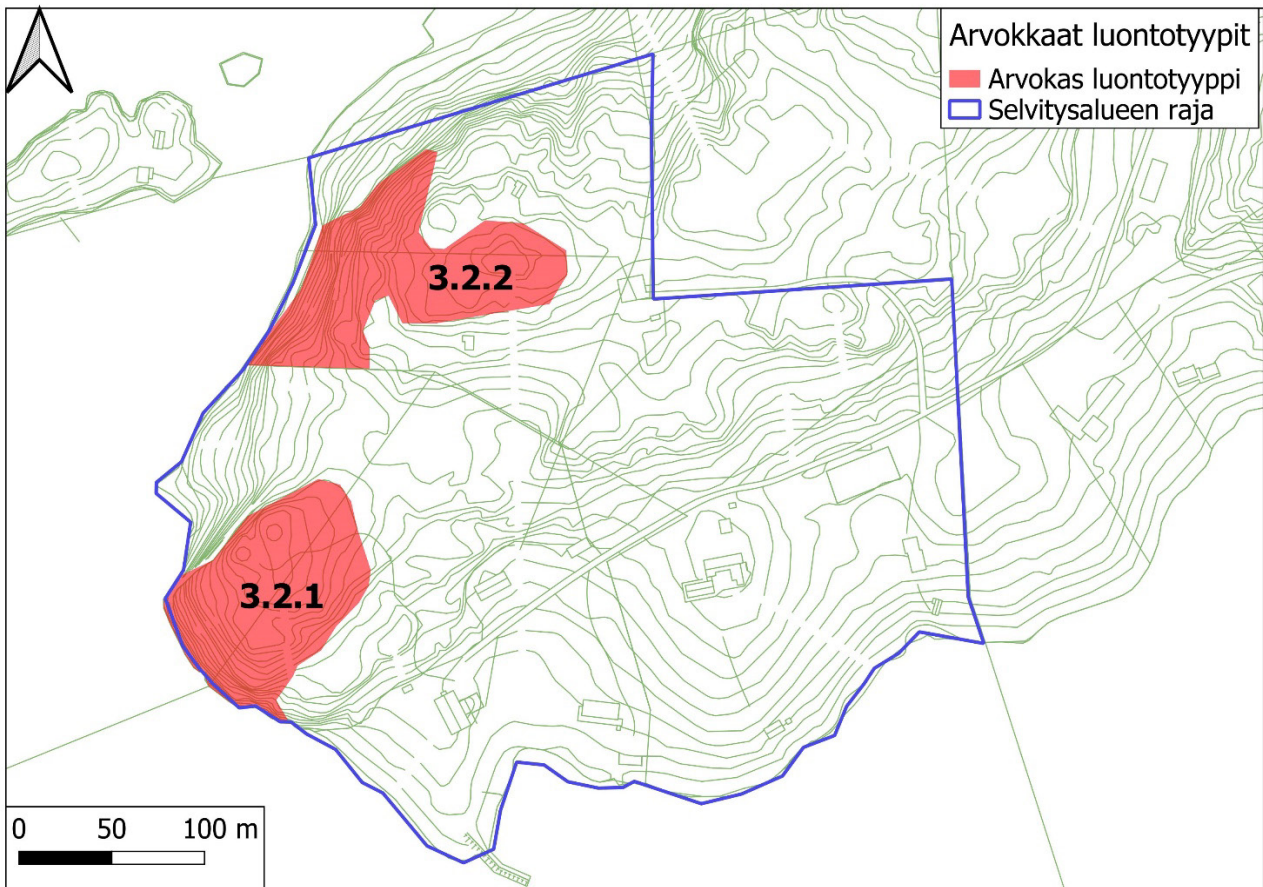 Arvokkaat luontotyypit
Arvokas luontotyyppi
Selvitysalueen raja
3.2.2
3.2.1
0 50 100 m